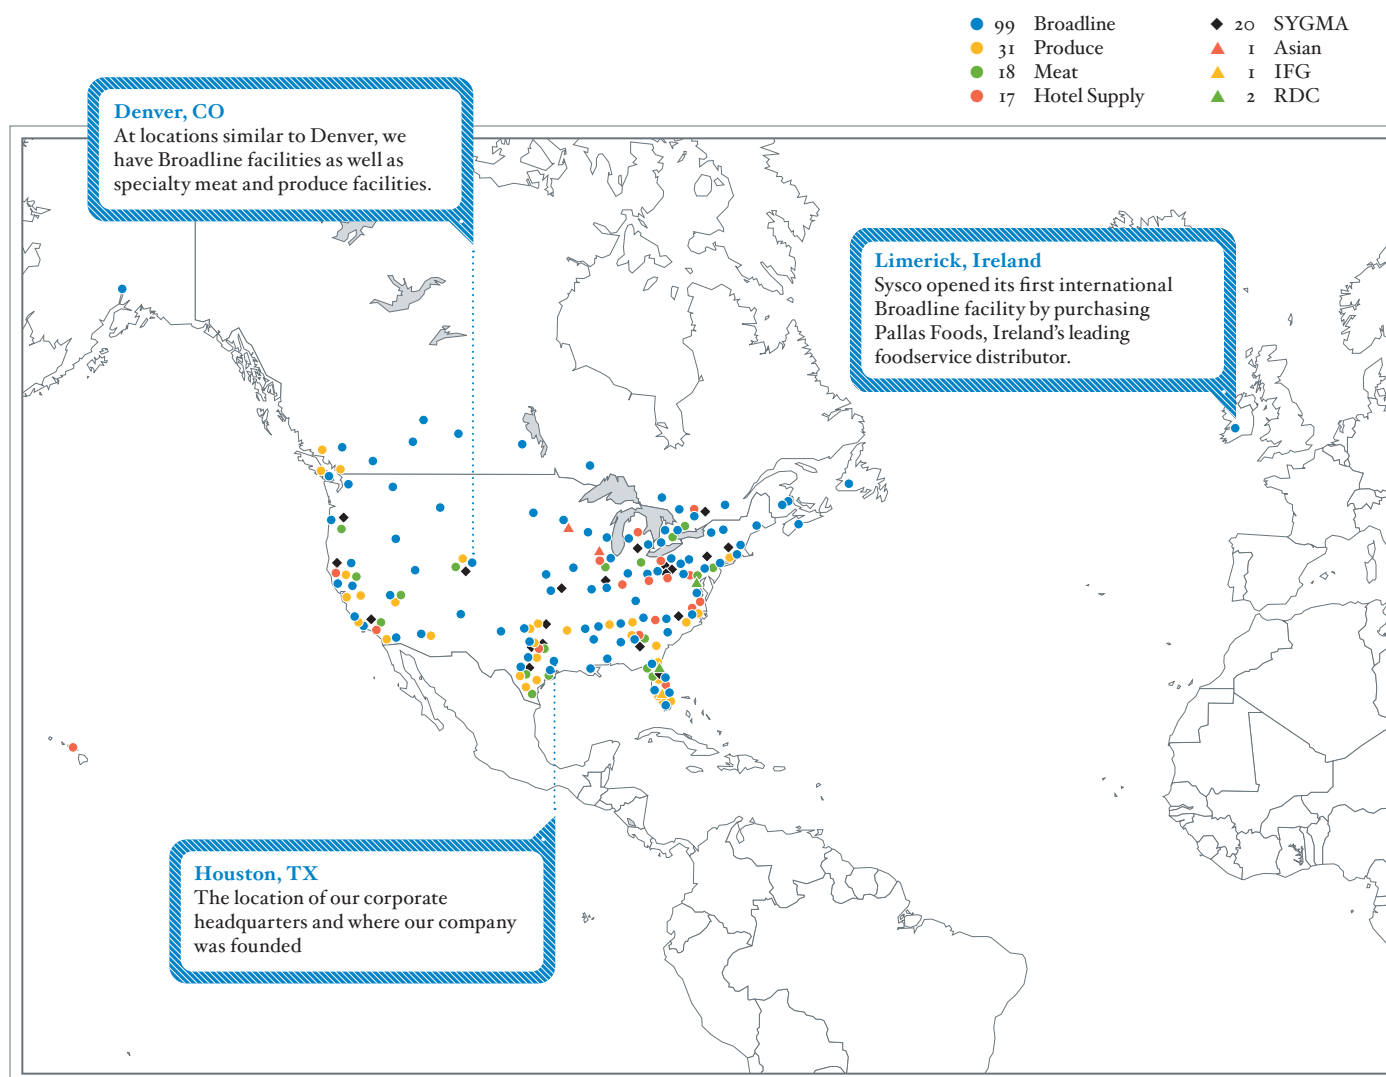 99 Broadline
31 Produce
18 Meat
17 Hotel Supply
20 SYGMA
1 Asian
1 IFG
2 RDC
Denver, CO
At locations similar to Denver, we
have Broadline facilities as well as
specialty meat and produce facilities.
Limerick, Ireland
Sysco opened its first international
Broadline facility by purchasing
Pallas Foods, Ireland’s leading
foodservice distributor.
Houston, TX
The location of our corporate
headquarters and where our company
was founded